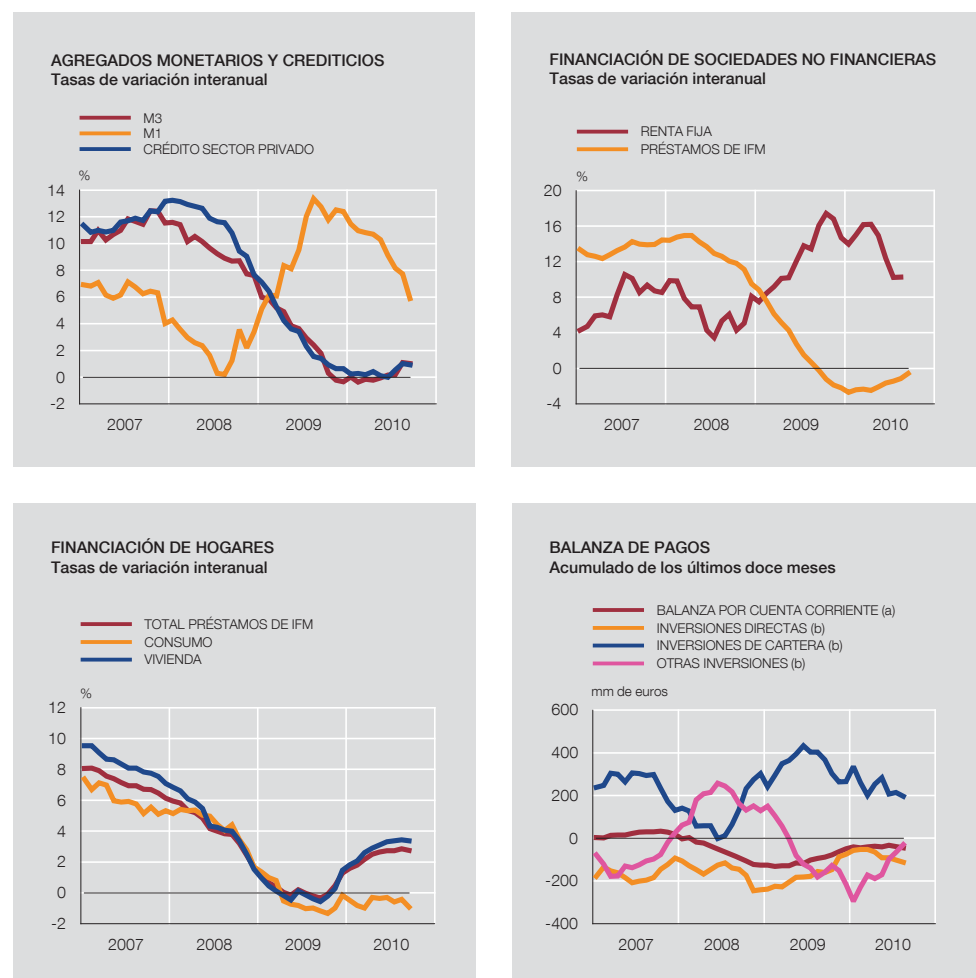 AGREGADOS MONETARIOS Y CREDITICIOS
Tasas de variación interanual
M3
M1
CRÉDITO SECTOR PRIVADO
%
14
12
10
8
6
4
2
0
-2
2007 2008 2009 2010
FINANCIACIÓN DE SOCIEDADES NO FINANCIERAS
Tasas de variación interanual
RENTA FIJA
PRÉSTAMOS DE IFM
%
20
16
12
8
4
0
-4
2007 2008 2009 2010
FINANCIACIÓN DE HOGARES
Tasas de variación interanual
TOTAL PRÉSTAMOS DE IFM
CONSUMO
VIVIENDA
%
12
10
8
6
4
2
0
-2
2007 2008 2009 2010
BALANZA DE PAGOS
Acumulado de los últimos doce meses
BALANZA POR CUENTA CORRIENTE (a)
INVERSIONES DIRECTAS (b)
INVERSIONES DE CARTERA (b)
OTRAS INVERSIONES (b)
mm de euros
600
400
200
0
-200
-400
2007 2008 2009 2010